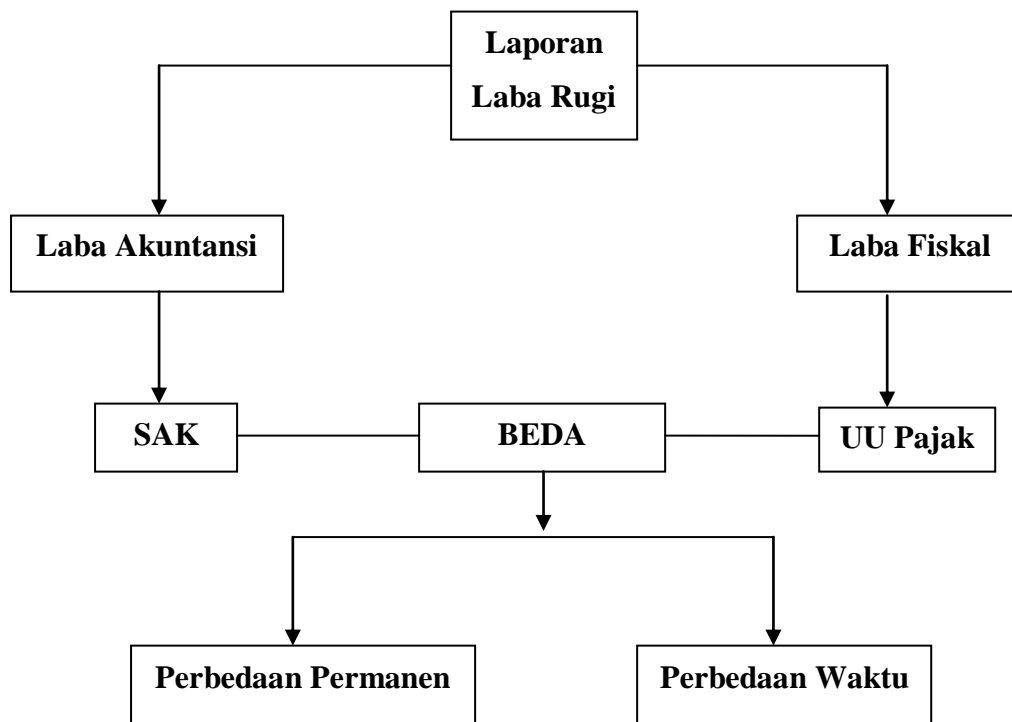 Laporan
Laba Rugi
Laba Akuntansi
Laba Fiskal
SAK
BEDA
UU Pajak
Perbedaan Permanen
Perbedaan Waktu